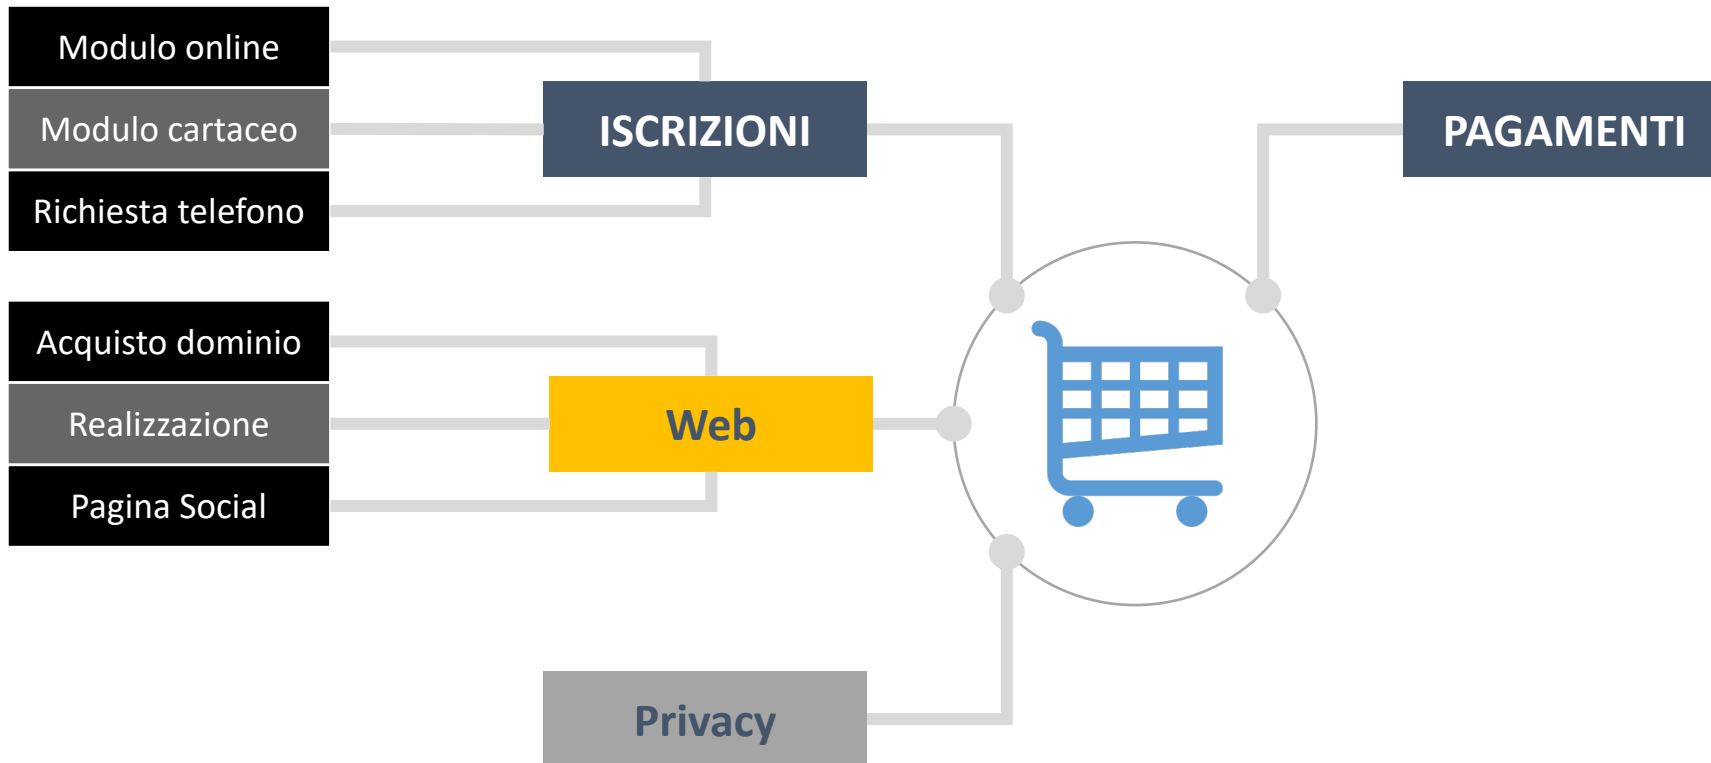 Modulo online
Modulo cartaceo
Richiesta telefono
ISCRIZIONI
PAGAMENTI
Acquisto dominio
Realizzazione
Pagina Social
Web
Privacy